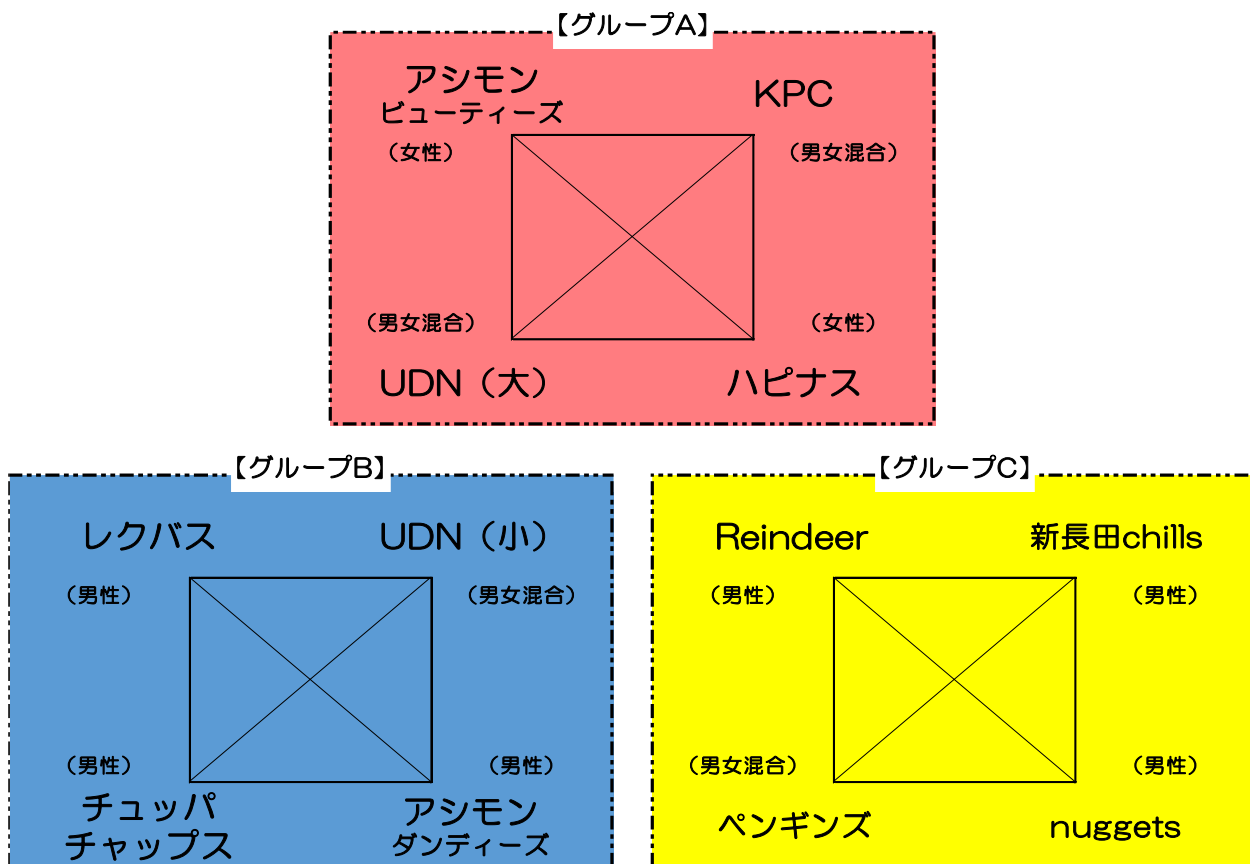 【グループA】
アシモン
ビューティーズ
KPC
（女性）
（男女混合）
（男女混合）
（女性）
UDN（大）
ハピナス
【グループB】
レクバス
UDN（小）
（男性）
（男女混合）
（男性）
（男性）
チュッパ
チャップス
アシモン
ダンディーズ
【グループC】
Reindeer
新長田chills
（男性）
（男性）
（男女混合）
（男性）
ペンギンズ
nuggets